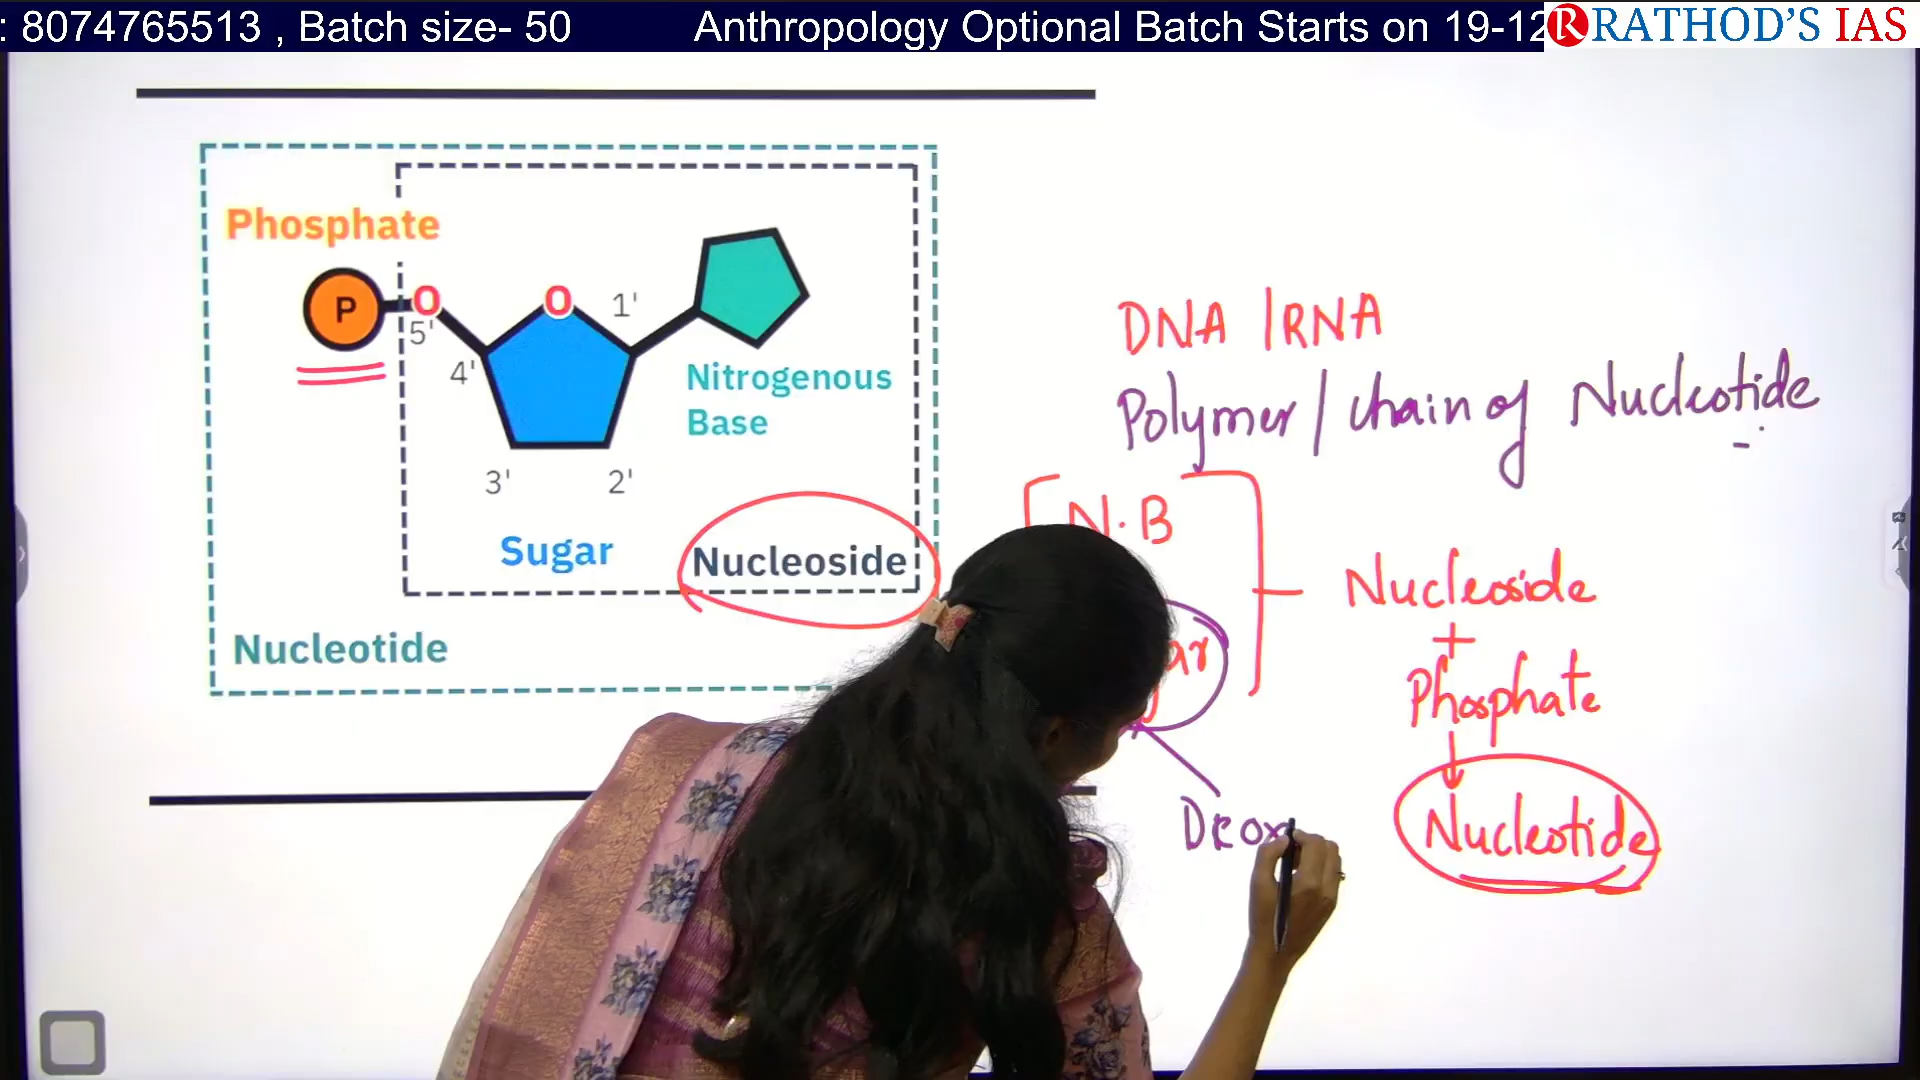 : 8074765513 , Batch size- 50 Anthropology Optional Batch Starts on 19-12
RATHOD'S IAS
Phosphate
P
O
O
1'
5'
4'
Nitrogenous
Base
3'
2'
Sugar
Nucleoside
Nucleotide
DNA / RNA
Polymer / chain of Nucleotide
N.B
Nucleoside
+
Phosphate
Nucleotide
Deox